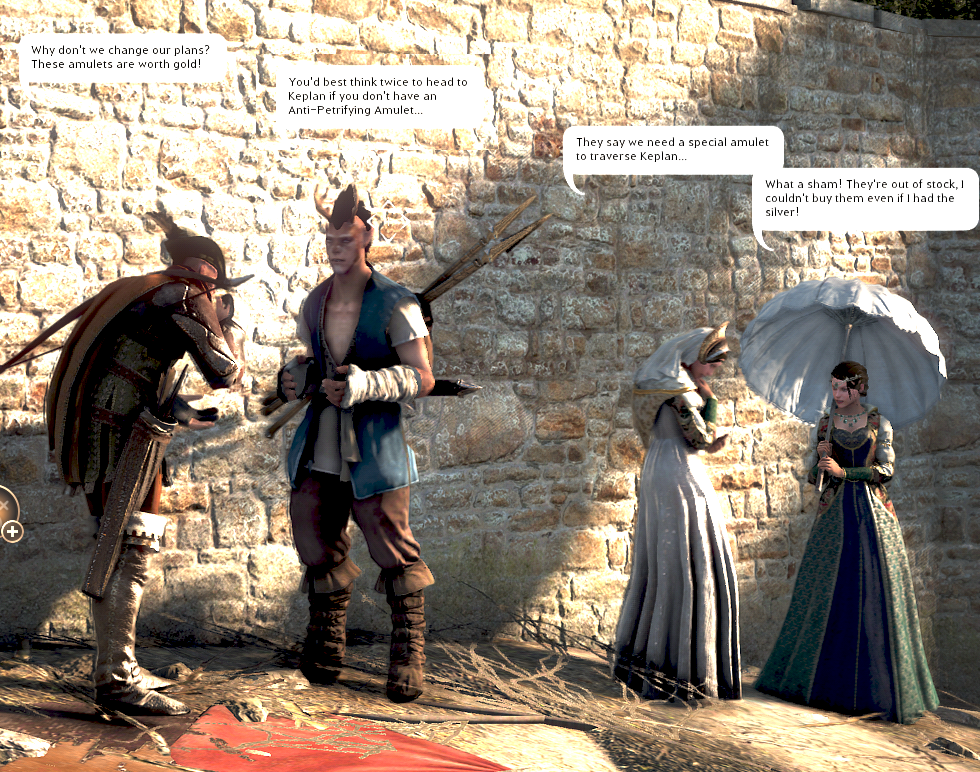 Why don't we change our plans?
These amulets are worth gold!
You'd best think twice to head to
Keplan if you don't have an
Anti-Petrifying Amulet...
They say we need a special amulet
to traverse Keplan...
What a sham! They're out of stock, I
couldn't buy them even if I had the
silver!